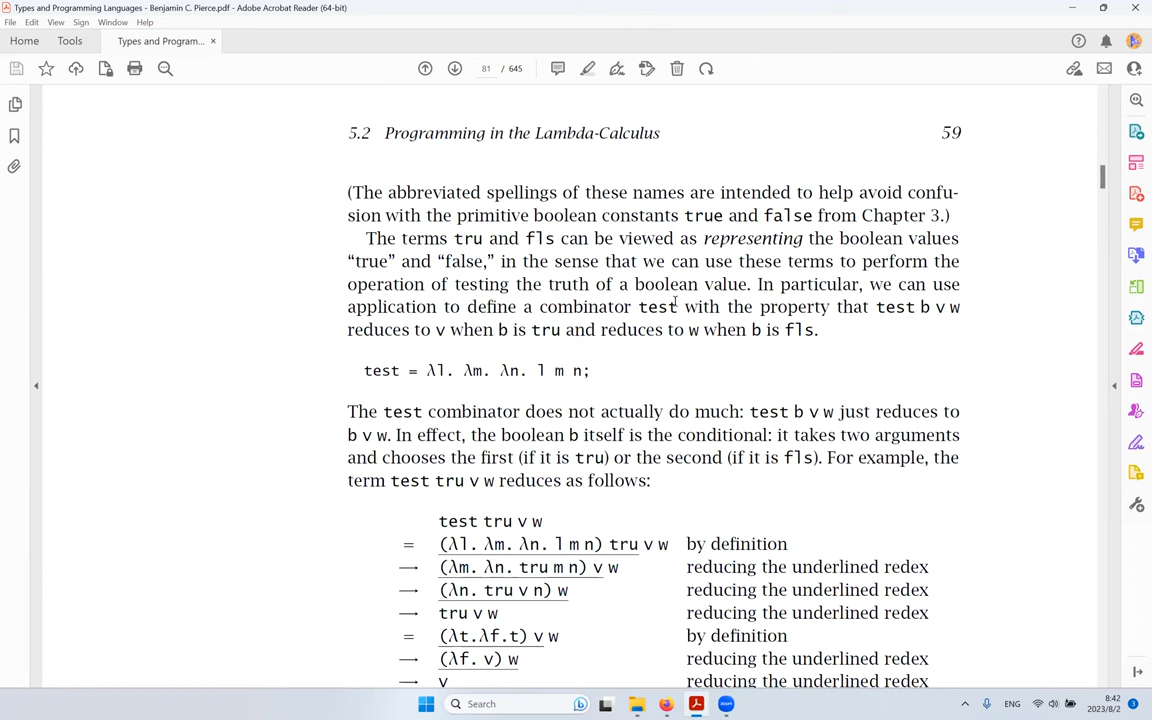 Types and Programming Languages - Benjamin C. Pierce.pdf - Adobe Acrobat Reader (64-bit)
File Edit View Sign Window Help
Home Tools Types and Program... ×
81 / 645
5.2 Programming in the Lambda-Calculus 59
(The abbreviated spellings of these names are intended to help avoid confu-
sion with the primitive boolean constants true and false from Chapter 3.)
The terms tru and fls can be viewed as representing the boolean values
“true” and “false,” in the sense that we can use these terms to perform the
operation of testing the truth of a boolean value. In particular, we can use
application to define a combinator test with the property that test b v w
reduces to v when b is tru and reduces to w when b is fls.
test = λl. λm. λn. l m n;
The test combinator does not actually do much: test b v w just reduces to
b v w. In effect, the boolean b itself is the conditional: it takes two arguments
and chooses the first (if it is tru) or the second (if it is fls). For example, the
term test tru v w reduces as follows:
test tru v w
= (λl. λm. λn. l m n) tru v w by definition
→ (λm. λn. tru m n) v w reducing the underlined redex
→ (λn. tru v n) w reducing the underlined redex
→ tru v w reducing the underlined redex
= (λt.λf.t) v w by definition
→ (λf. v) w reducing the underlined redex
→ v reducing the underlined redex
Search
zoom
ENG
8:42
2023/8/2
3